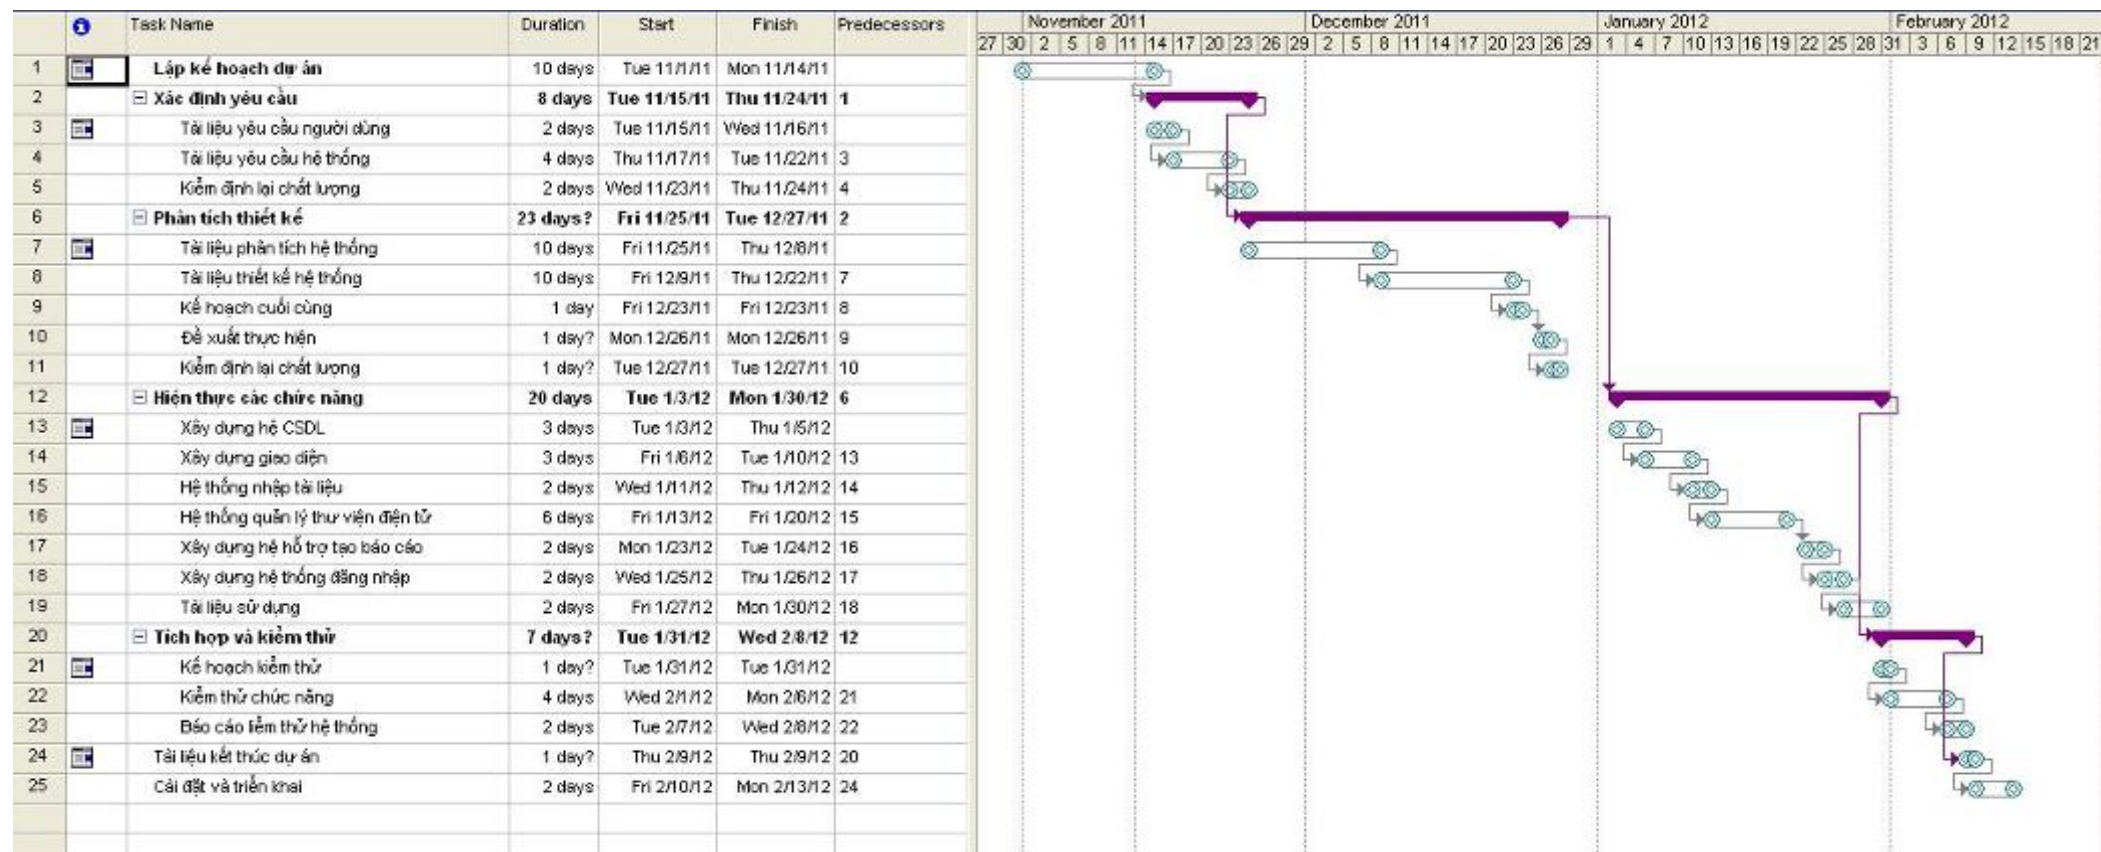 Task Name Duration Start Finish Predecessors
November 2011 December 2011 January 2012 February 2012
27 30 2 5 8 11 14 17 20 23 26 29 2 5 8 11 14 17 20 23 26 29 1 4 7 10 13 16 19 22 25 28 31 3 6 9 12 15 18 21
1 Lập kế hoạch dự án 10 days Tue 11/1/11 Mon 11/14/11
2 Xác định yêu cầu 8 days Tue 11/15/11 Thu 11/24/11 1
3 Tài liệu yêu cầu người dùng 2 days Tue 11/15/11 Wed 11/16/11
4 Tài liệu yêu cầu hệ thống 4 days Thu 11/17/11 Tue 11/22/11 3
5 Kiểm định lại chất lượng 2 days Wed 11/23/11 Thu 11/24/11 4
6 Phân tích thiết kế 23 days? Fri 11/25/11 Tue 12/27/11 2
7 Tài liệu phân tích hệ thống 10 days Fri 11/25/11 Thu 12/8/11
8 Tài liệu thiết kế hệ thống 10 days Fri 12/9/11 Thu 12/22/11 7
9 Kế hoạch cuối cùng 1 day Fri 12/23/11 Fri 12/23/11 8
10 Đề xuất thực hiện 1 day? Mon 12/26/11 Mon 12/26/11 9
11 Kiểm định lại chất lượng 1 day? Tue 12/27/11 Tue 12/27/11 10
12 Hiện thực các chức năng 20 days Tue 1/3/12 Mon 1/30/12 6
13 Xây dựng hệ CSDL 3 days Tue 1/3/12 Thu 1/5/12
14 Xây dựng giao diện 3 days Fri 1/6/12 Tue 1/10/12 13
15 Hệ thống nhập tài liệu 2 days Wed 1/11/12 Thu 1/12/12 14
16 Hệ thống quản lý thư viện điện tử 6 days Fri 1/13/12 Fri 1/20/12 15
17 Xây dựng hệ hỗ trợ tạo báo cáo 2 days Mon 1/23/12 Tue 1/24/12 16
18 Xây dựng hệ thống đăng nhập 2 days Wed 1/25/12 Thu 1/26/12 17
19 Tài liệu sử dụng 2 days Fri 1/27/12 Mon 1/30/12 18
20 Tích hợp và kiểm thử 7 days? Tue 1/31/12 Wed 2/8/12 12
21 Kế hoạch kiểm thử 1 day? Tue 1/31/12 Tue 1/31/12
22 Kiểm thử chức năng 4 days Wed 2/1/12 Mon 2/6/12 21
23 Báo cáo liểm thử hệ thống 2 days Tue 2/7/12 Wed 2/8/12 22
24 Tài liệu kết thúc dự án 1 day? Thu 2/9/12 Thu 2/9/12 20
25 Cài đặt và triển khai 2 days Fri 2/10/12 Mon 2/13/12 24